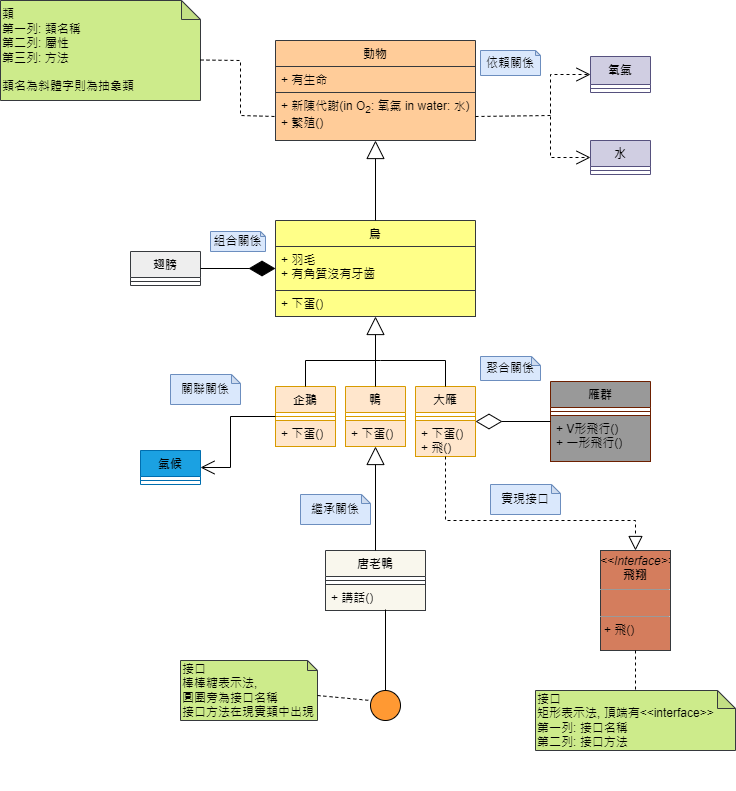 類
第一列: 類名稱
第二列: 屬性
第三列: 方法
類名為斜體字則為抽象類
動物
+ 有生命
+ 新陳代謝(in O2: 氧氣 in water: 水)
+ 繁殖()
依賴關係
氧氣
水
組合關係
翅膀
鳥
+ 羽毛
+ 有角質沒有牙齒
+ 下蛋()
關聯關係
企鵝
+ 下蛋()
鴨
+ 下蛋()
大雁
+ 下蛋()
+ 飛()
聚合關係
雁群
+ V形飛行()
+ 一形飛行()
氣候
繼承關係
實現接口
唐老鴨
+ 講話()
<<Interface>>
飛翔
+ 飛()
接口
棒棒糖表示法,
圓圈旁為接口名稱
接口方法在現實類中出現
接口
矩形表示法, 頂端有<<interface>>
第一列: 接口名稱
第二列: 接口方法